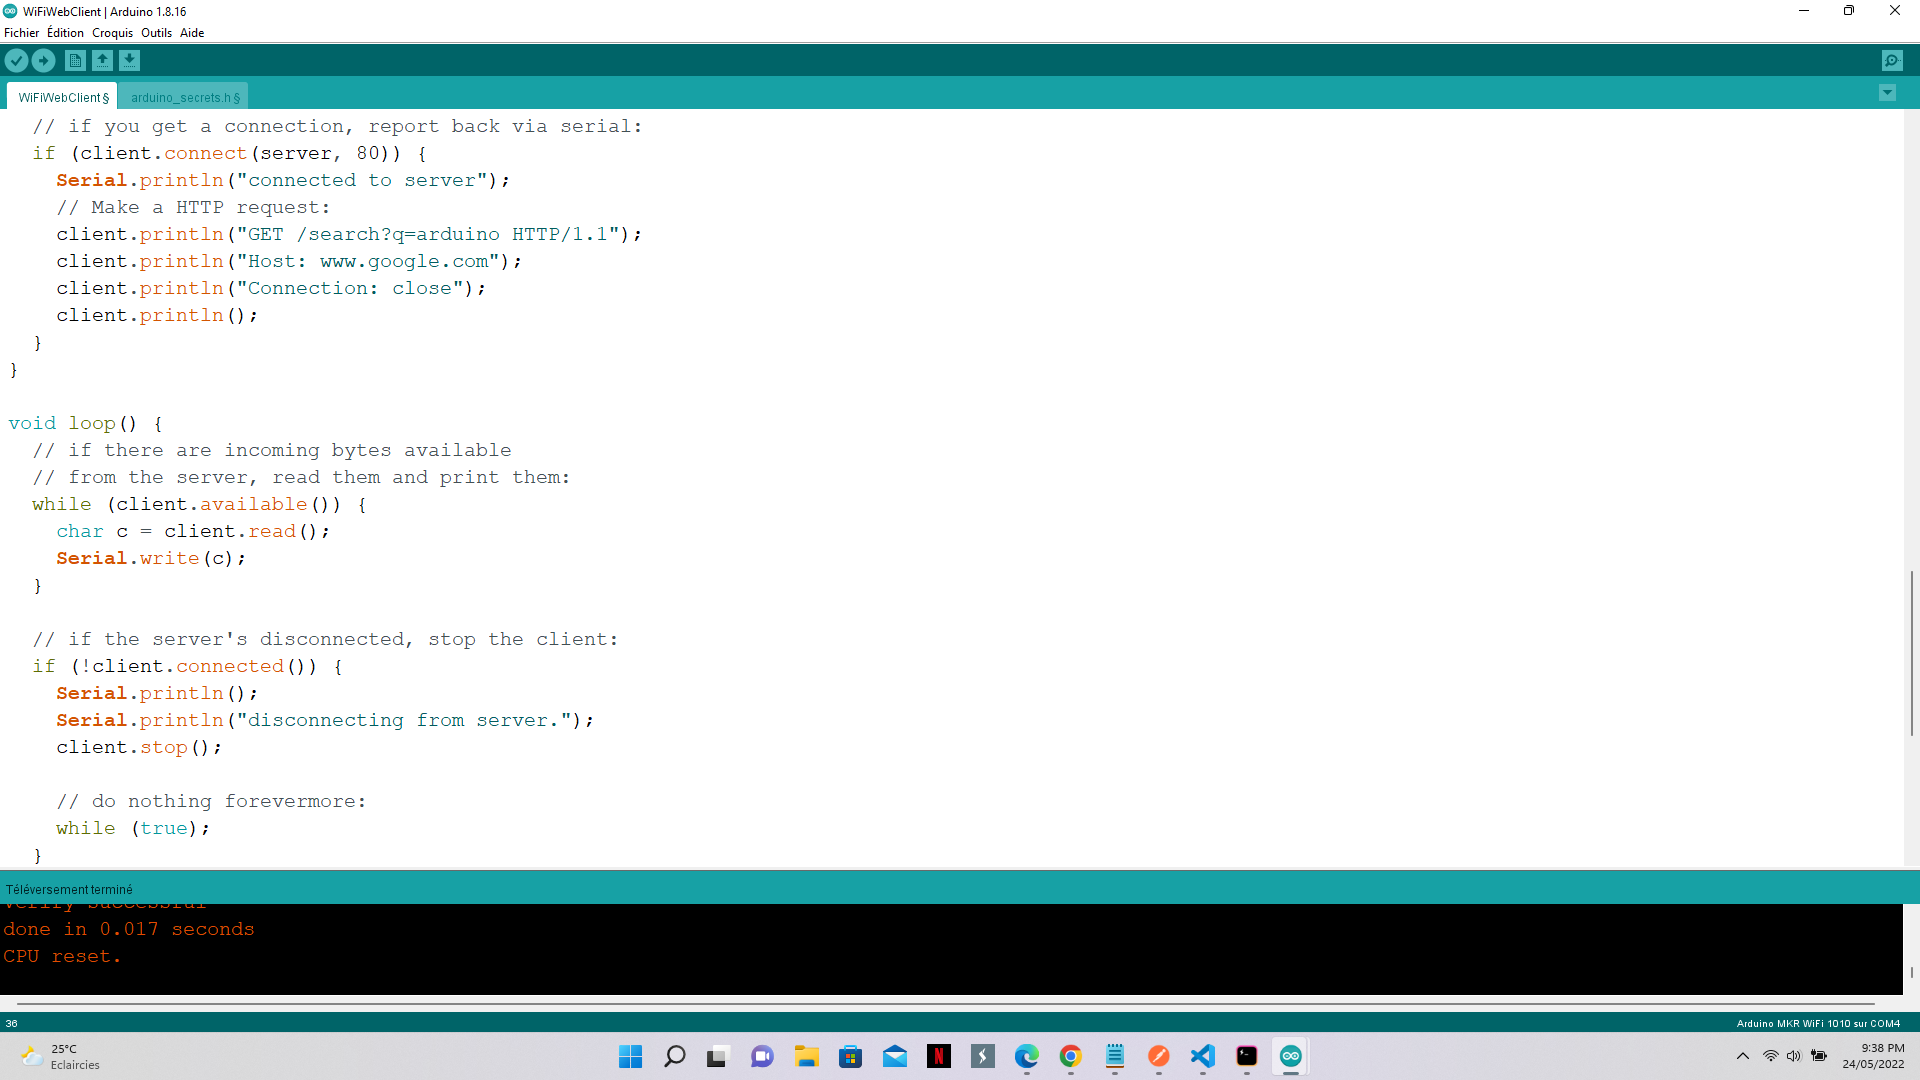 WiFiWebClient | Arduino 1.8.16
Fichier Édition Croquis Outils Aide
WiFiWebClient § arduino_secrets.h §
// if you get a connection, report back via serial:
if (client.connect(server, 80)) {
Serial.println("connected to server");
// Make a HTTP request:
client.println("GET /search?q=arduino HTTP/1.1");
client.println("Host: www.google.com");
client.println("Connection: close");
client.println();
}
}
void loop() {
// if there are incoming bytes available
// from the server, read them and print them:
while (client.available()) {
char c = client.read();
Serial.write(c);
}
// if the server's disconnected, stop the client:
if (!client.connected()) {
Serial.println();
Serial.println("disconnecting from server.");
client.stop();
// do nothing forevermore:
while (true);
}
Téléversement terminé
Verify successful
done in 0.017 seconds
CPU reset.
36
Arduino MKR WiFi 1010 sur COM4
25°C
Eclaircies
9:38 PM
24/05/2022